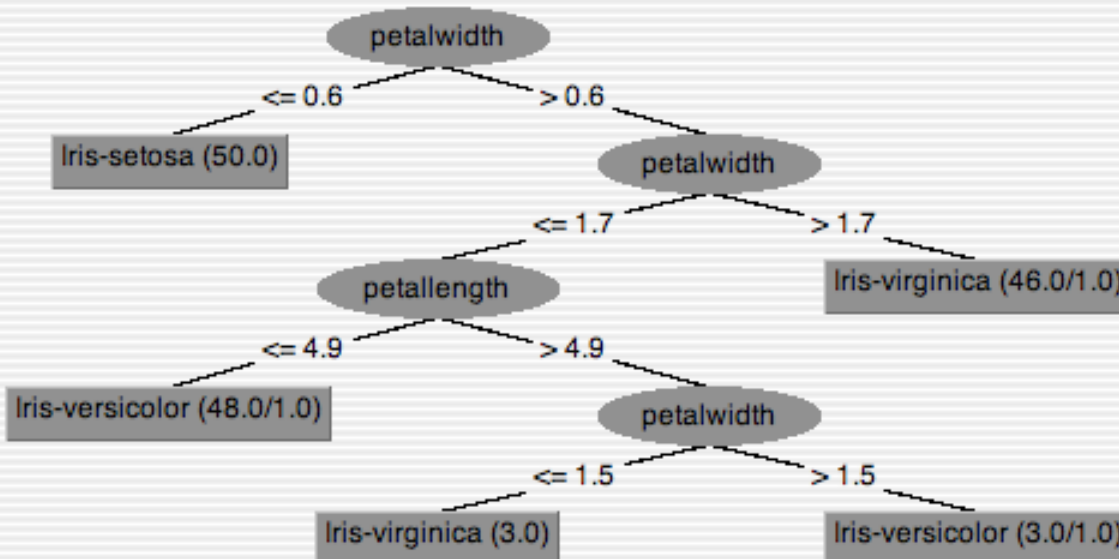 petalwidth
<= 0.6
> 0.6
Iris-setosa (50.0)
petalwidth
<= 1.7
> 1.7
petallength
Iris-virginica (46.0/1.0)
<= 4.9
> 4.9
Iris-versicolor (48.0/1.0)
petalwidth
<= 1.5
> 1.5
Iris-virginica (3.0)
Iris-versicolor (3.0/1.0)